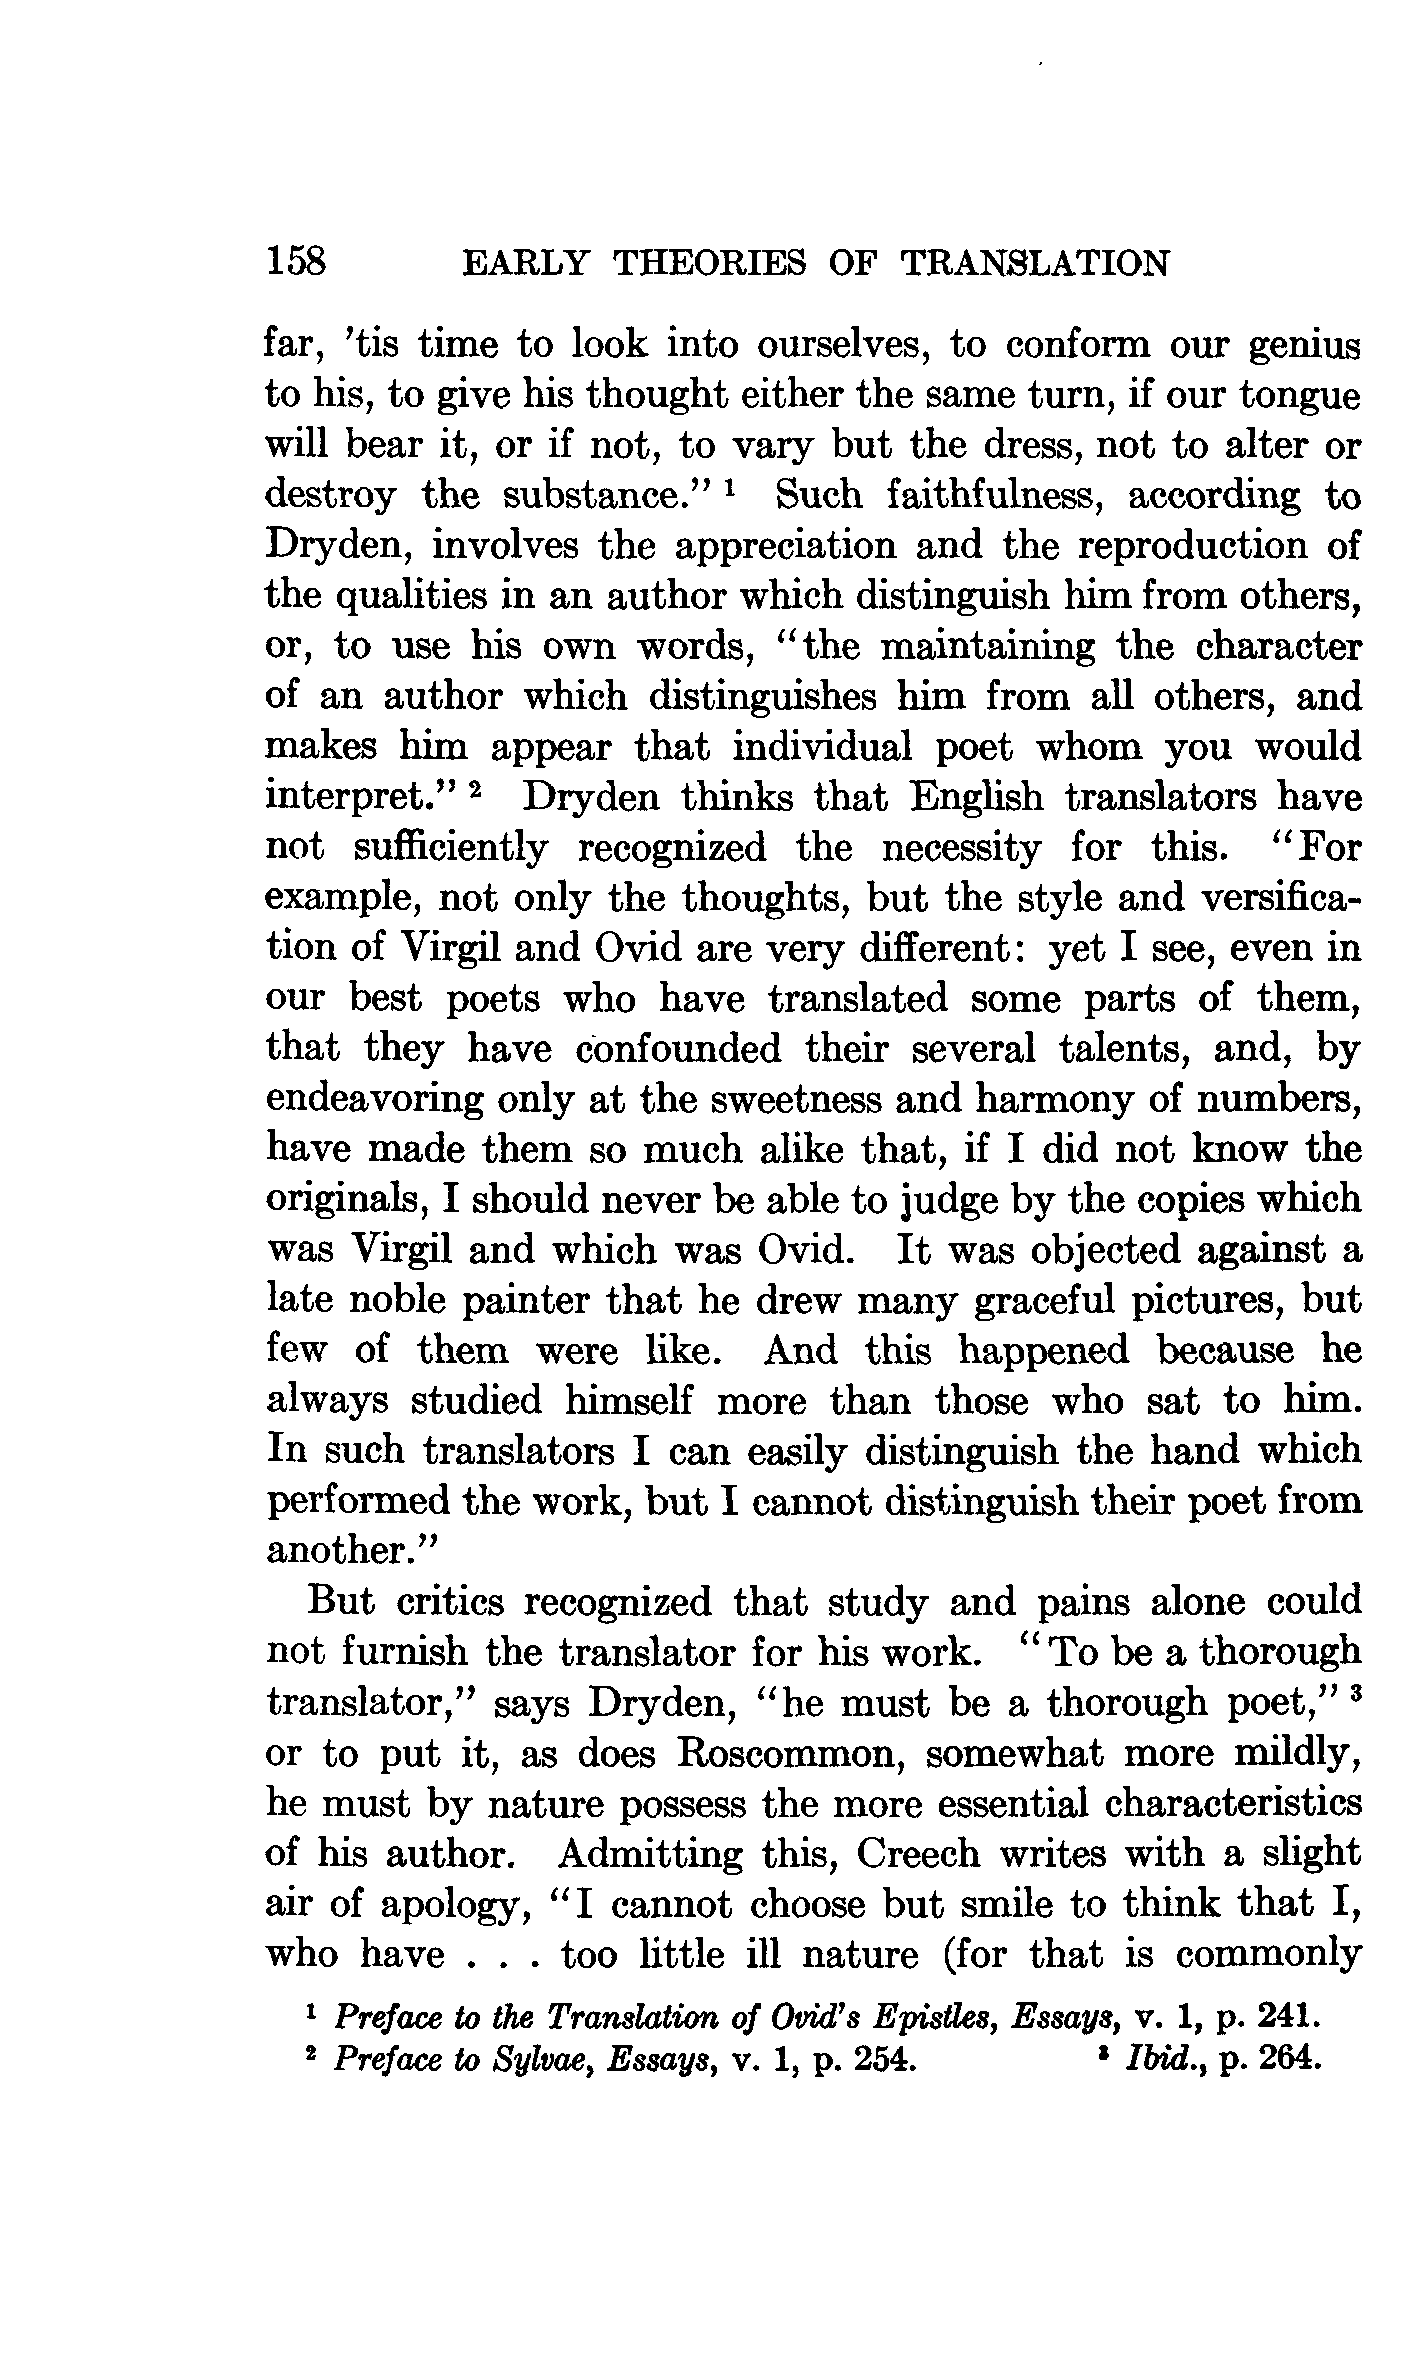 158 EARLY THEORIES OF TRANSLATION
far, 'tis time to look into ourselves, to conform our genius
to his, to give his thought either the same turn, if our tongue
will bear it, or if not, to vary but the dress, not to alter or
destroy the substance." ¹ Such faithfulness, according to
Dryden, involves the appreciation and the reproduction of
the qualities in an author which distinguish him from others,
or, to use his own words, "the maintaining the character
of an author which distinguishes him from all others, and
makes him appear that individual poet whom you would
interpret." ² Dryden thinks that English translators have
not sufficiently recognized the necessity for this. "For
example, not only the thoughts, but the style and versifica-
tion of Virgil and Ovid are very different: yet I see, even in
our best poets who have translated some parts of them,
that they have confounded their several talents, and, by
endeavoring only at the sweetness and harmony of numbers,
have made them so much alike that, if I did not know the
originals, I should never be able to judge by the copies which
was Virgil and which was Ovid. It was objected against a
late noble painter that he drew many graceful pictures, but
few of them were like. And this happened because he
always studied himself more than those who sat to him.
In such translators I can easily distinguish the hand which
performed the work, but I cannot distinguish their poet from
another."
But critics recognized that study and pains alone could
not furnish the translator for his work. "To be a thorough
translator," says Dryden, "he must be a thorough poet," ³
or to put it, as does Roscommon, somewhat more mildly,
he must by nature possess the more essential characteristics
of his author. Admitting this, Creech writes with a slight
air of apology, "I cannot choose but smile to think that I,
who have . . . too little ill nature (for that is commonly
¹ Preface to the Translation of Ovid's Epistles, Essays, v. 1, p. 241.
² Preface to Sylvae, Essays, v. 1, p. 254. ³ Ibid., p. 264.